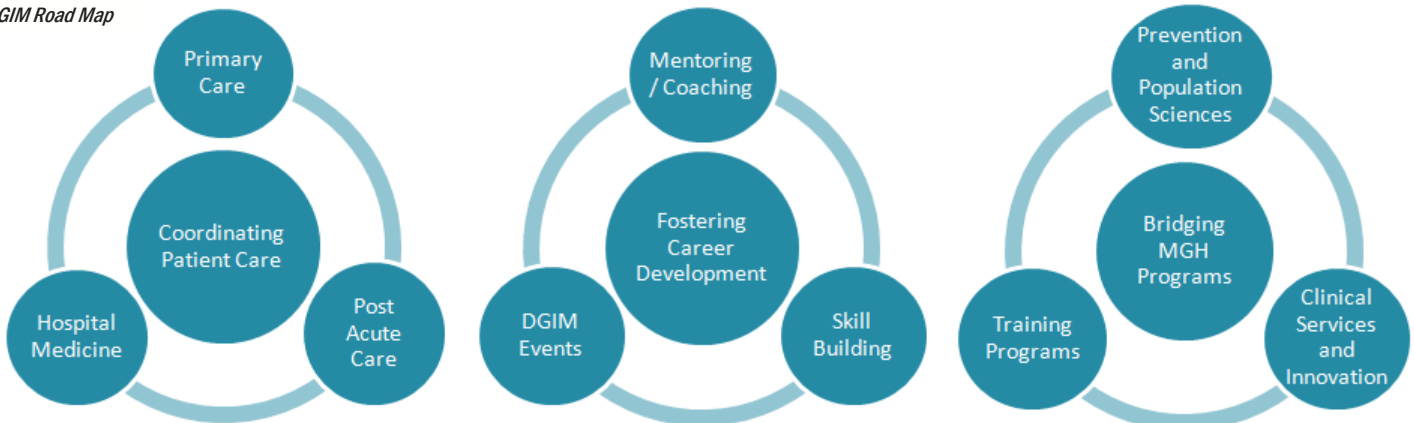 GIM Road Map
Primary
Care
Coordinating
Patient Care
Hospital
Medicine
Post
Acute
Care
Mentoring
/ Coaching
Fostering
Career
Development
DGIM
Events
Skill
Building
Prevention
and
Population
Sciences
Bridging
MGH
Programs
Training
Programs
Clinical
Services
and
Innovation